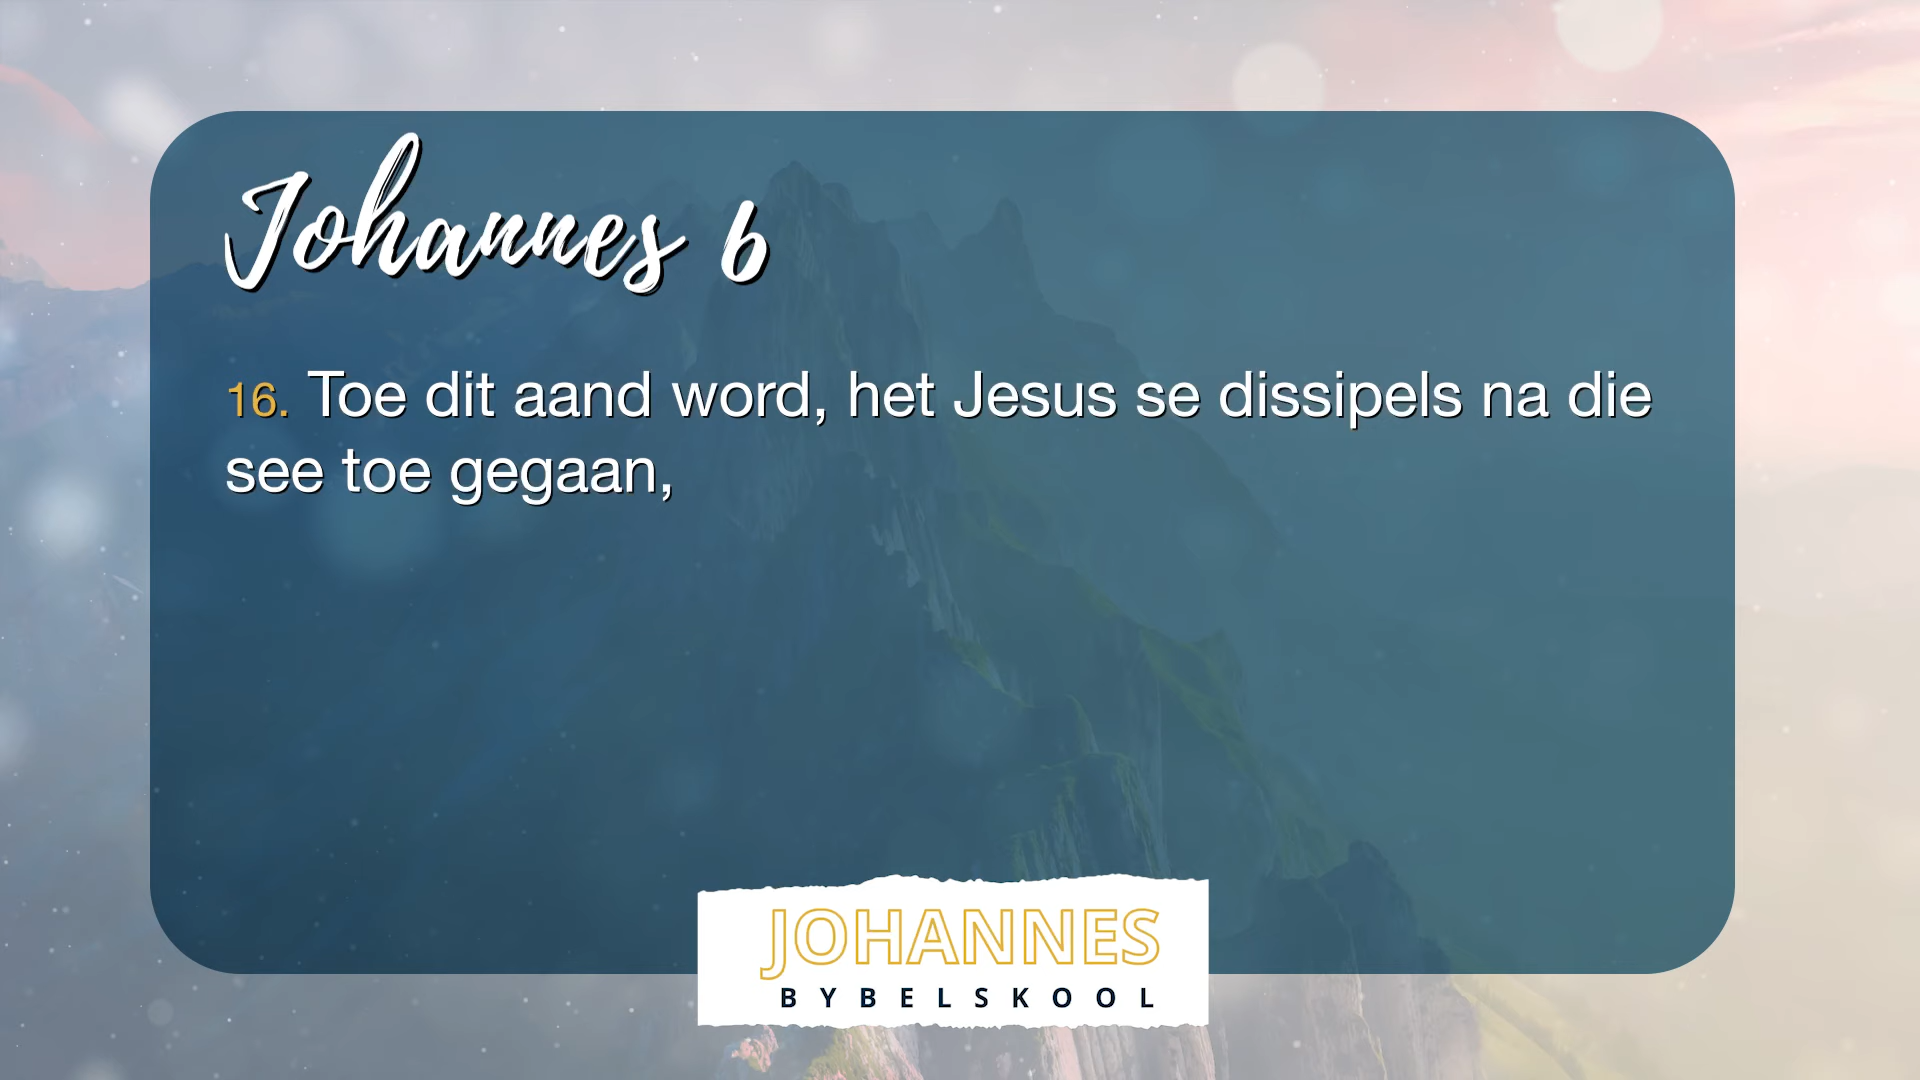 Johannes 6
16. Toe dit aand word, het Jesus se dissipels na die
see toe gegaan,
JOHANNES
BYBELSKOOL